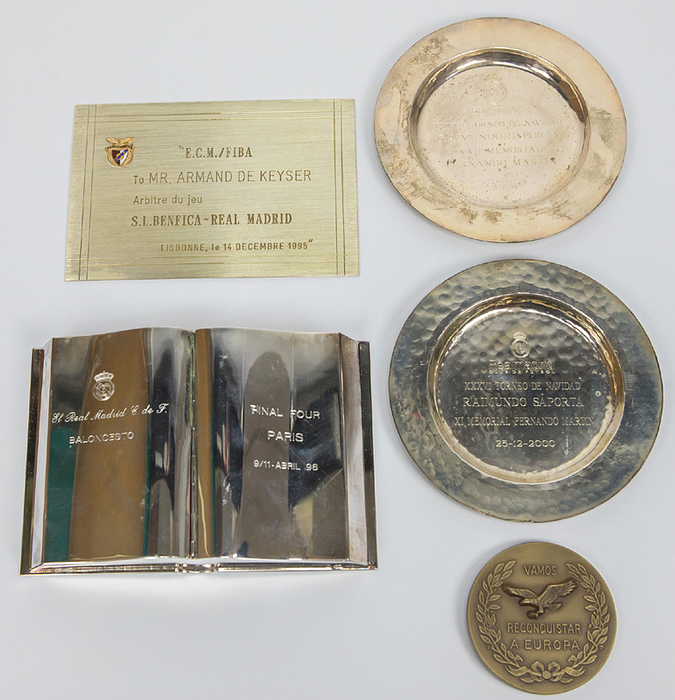 "E.C.M./FIBA
To MR. ARMAND DE KEYSER
Arbitre du jeu
S.L.BENFICA-REAL MADRID
LISBONNE, le 14 DECEMBRE 1995"
DE NAVIDAD
XXXVI TORNEO DE NAVIDAD
RAIMUNDO SAPORTA
XI MEMORIAL FERNANDO MARTIN
25-12-2000
El Real Madrid C. de F.
BALONCESTO
FINAL FOUR
PARIS
9/11-ABRIL 96
VAMOS
RECONQUISTAR
A EUROPA